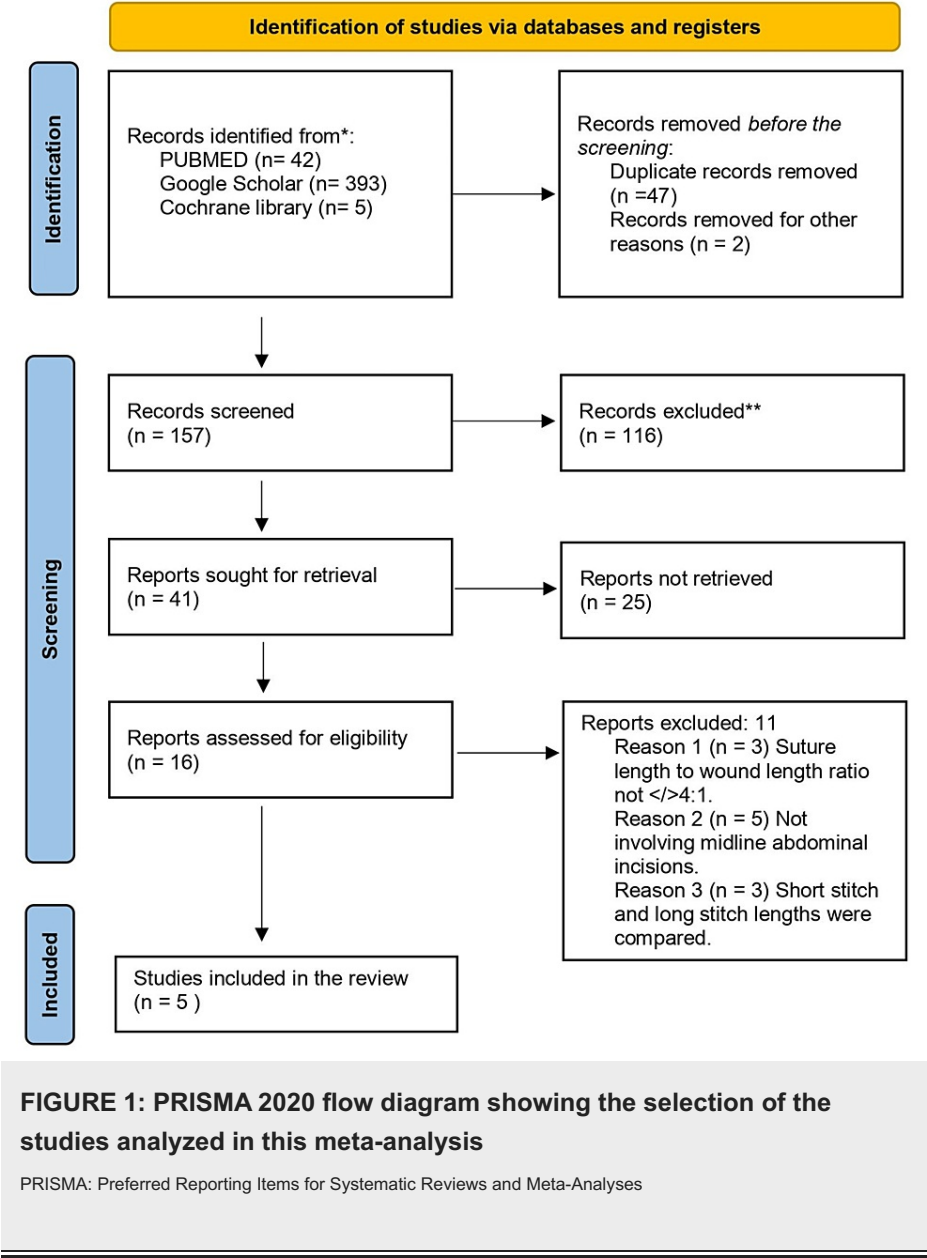 Identification of studies via databases and registers
Identification
Records identified from*:
PUBMED (n= 42)
Google Scholar (n= 393)
Cochrane library (n= 5)
Records removed before the
screening:
Duplicate records removed
(n =47)
Records removed for other
reasons (n = 2)
Screening
Records screened
(n = 157)
Records excluded**
(n = 116)
Reports sought for retrieval
(n = 41)
Reports not retrieved
(n = 25)
Reports assessed for eligibility
(n = 16)
Reports excluded: 11
Reason 1 (n = 3) Suture
length to wound length ratio
not </>4:1.
Reason 2 (n = 5) Not
involving midline abdominal
incisions.
Reason 3 (n = 3) Short stitch
and long stitch lengths were
compared.
Included
Studies included in the review
(n = 5 )
FIGURE 1: PRISMA 2020 flow diagram showing the selection of the
studies analyzed in this meta-analysis
PRISMA: Preferred Reporting Items for Systematic Reviews and Meta-Analyses